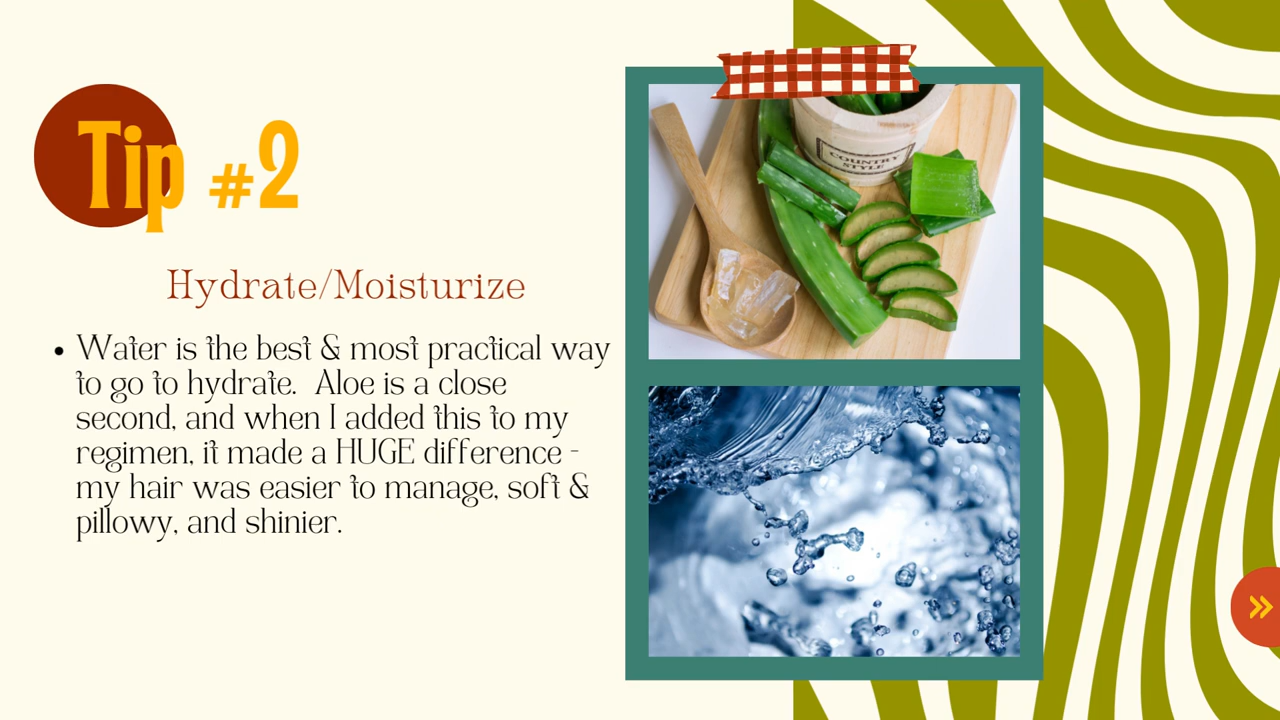 Tip #2
Hydrate/Moisturize
• Water is the best & most practical way
to go to hydrate.  Aloe is a close
second, and when I added this to my
regimen, it made a HUGE difference -
my hair was easier to manage, soft &
pillowy, and shinier.
COUNTRY
STYLE